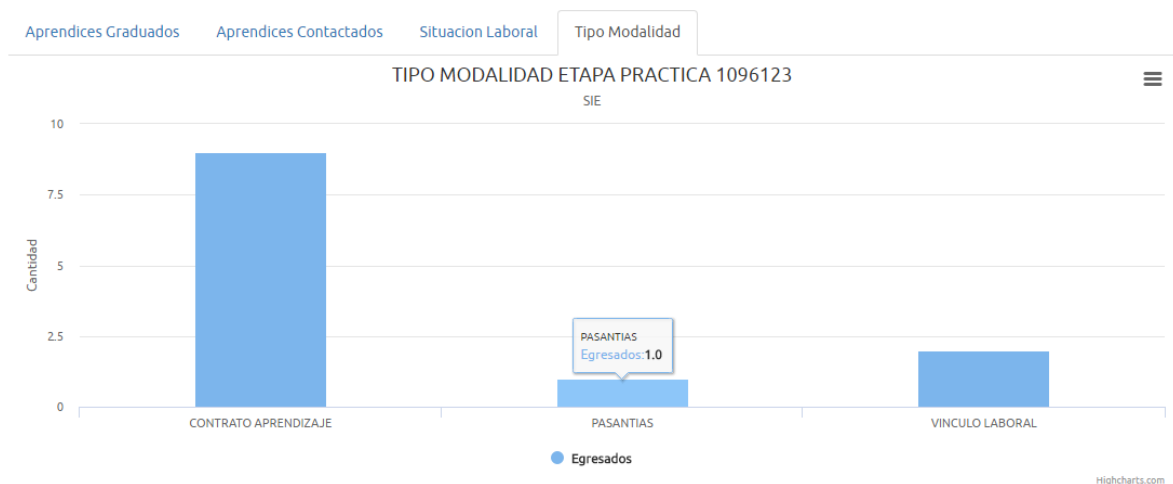 Aprendices Graduados Aprendices Contactados Situacion Laboral Tipo Modalidad
TIPO MODALIDAD ETAPA PRACTICA 1096123
SIE
10
7.5
5
2.5
0
Cantidad
PASANTIAS
Egresados:1.0
CONTRATO APRENDIZAJE PASANTIAS VINCULO LABORAL
Egresados
Highcharts.com